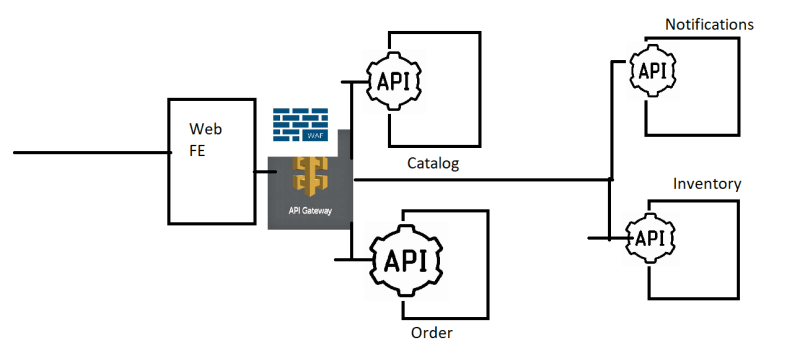 Notifications
API
API
Web
FE
WAF
Catalog
Inventory
API Gateway
API
API
Order